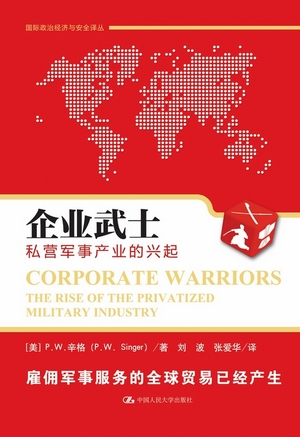 国际政治经济与安全译丛
企业武士
私营军事产业的兴起
CORPORATE WARRIORS
THE RISE OF THE PRIVATIZED
MILITARY INDUSTRY
[美] P.W.辛格(P.W. Singer)/著 刘 波 张爱华/译
雇佣军事服务的全球贸易已经产生
中国人民大学出版社